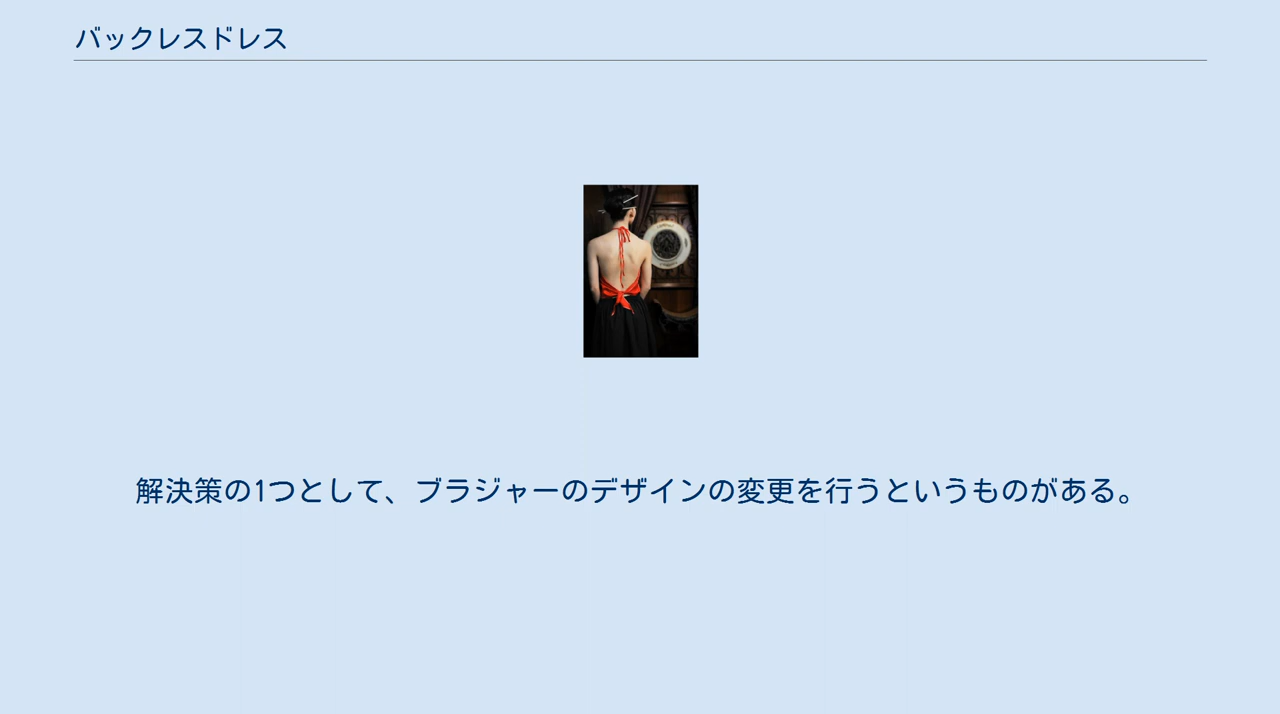 バックレスドレス
解決策の1つとして、ブラジャーのデザインの変更を行うというものがある。